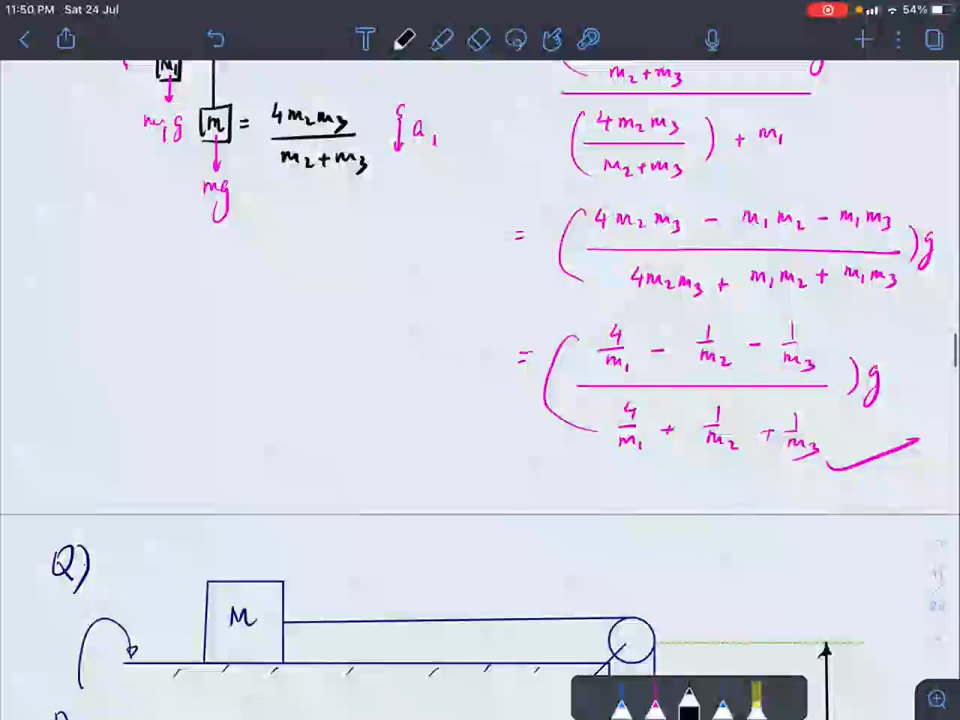 11:50 PM Sat 24 Jul 54%
T
m₂+m₃ g
m₁
m₁g m = 4m₂m₃ / m₂+m₃ } a₁
mg
(4m₂m₃ / m₂+m₃) + m₁
= (4m₂m₃ - m₁m₂ - m₁m₃ / 4m₂m₃ + m₁m₂ + m₁m₃) g
= (4/m₁ - 1/m₂ - 1/m₃ / 4/m₁ + 1/m₂ + 1/m₃) g
Q)
M